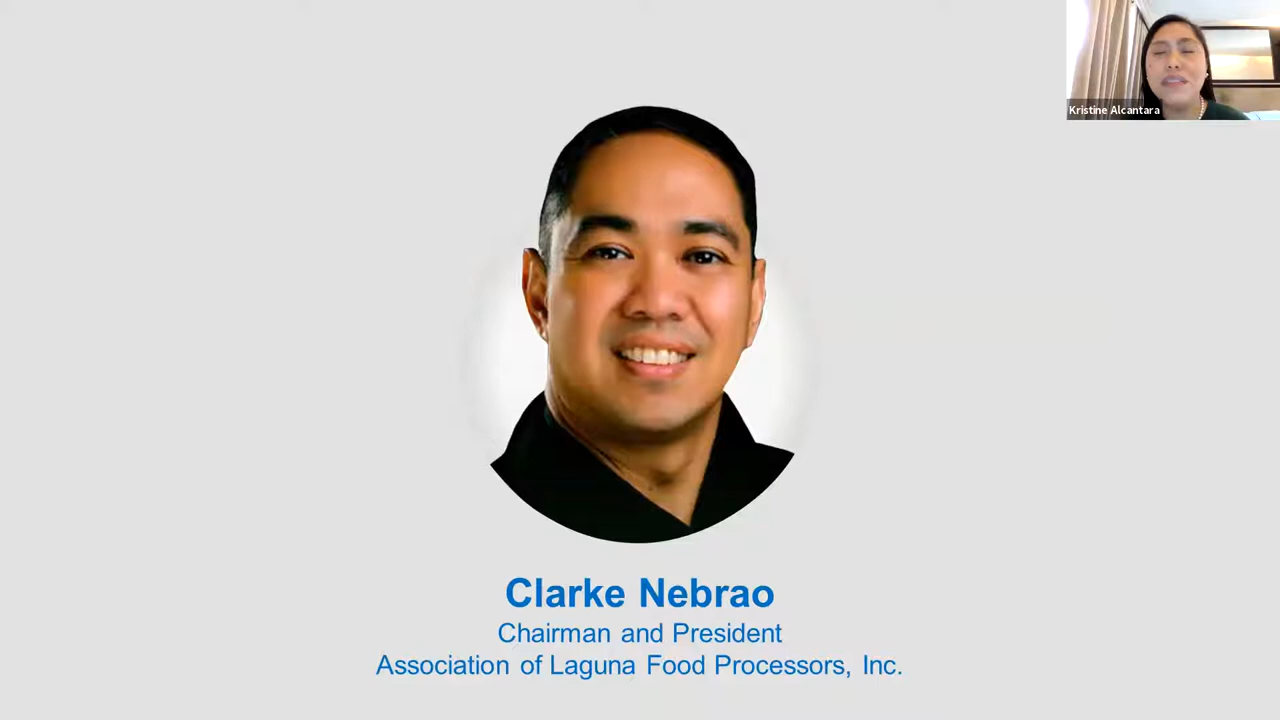 Kristine Alcantara
Clarke Nebrao
Chairman and President
Association of Laguna Food Processors, Inc.